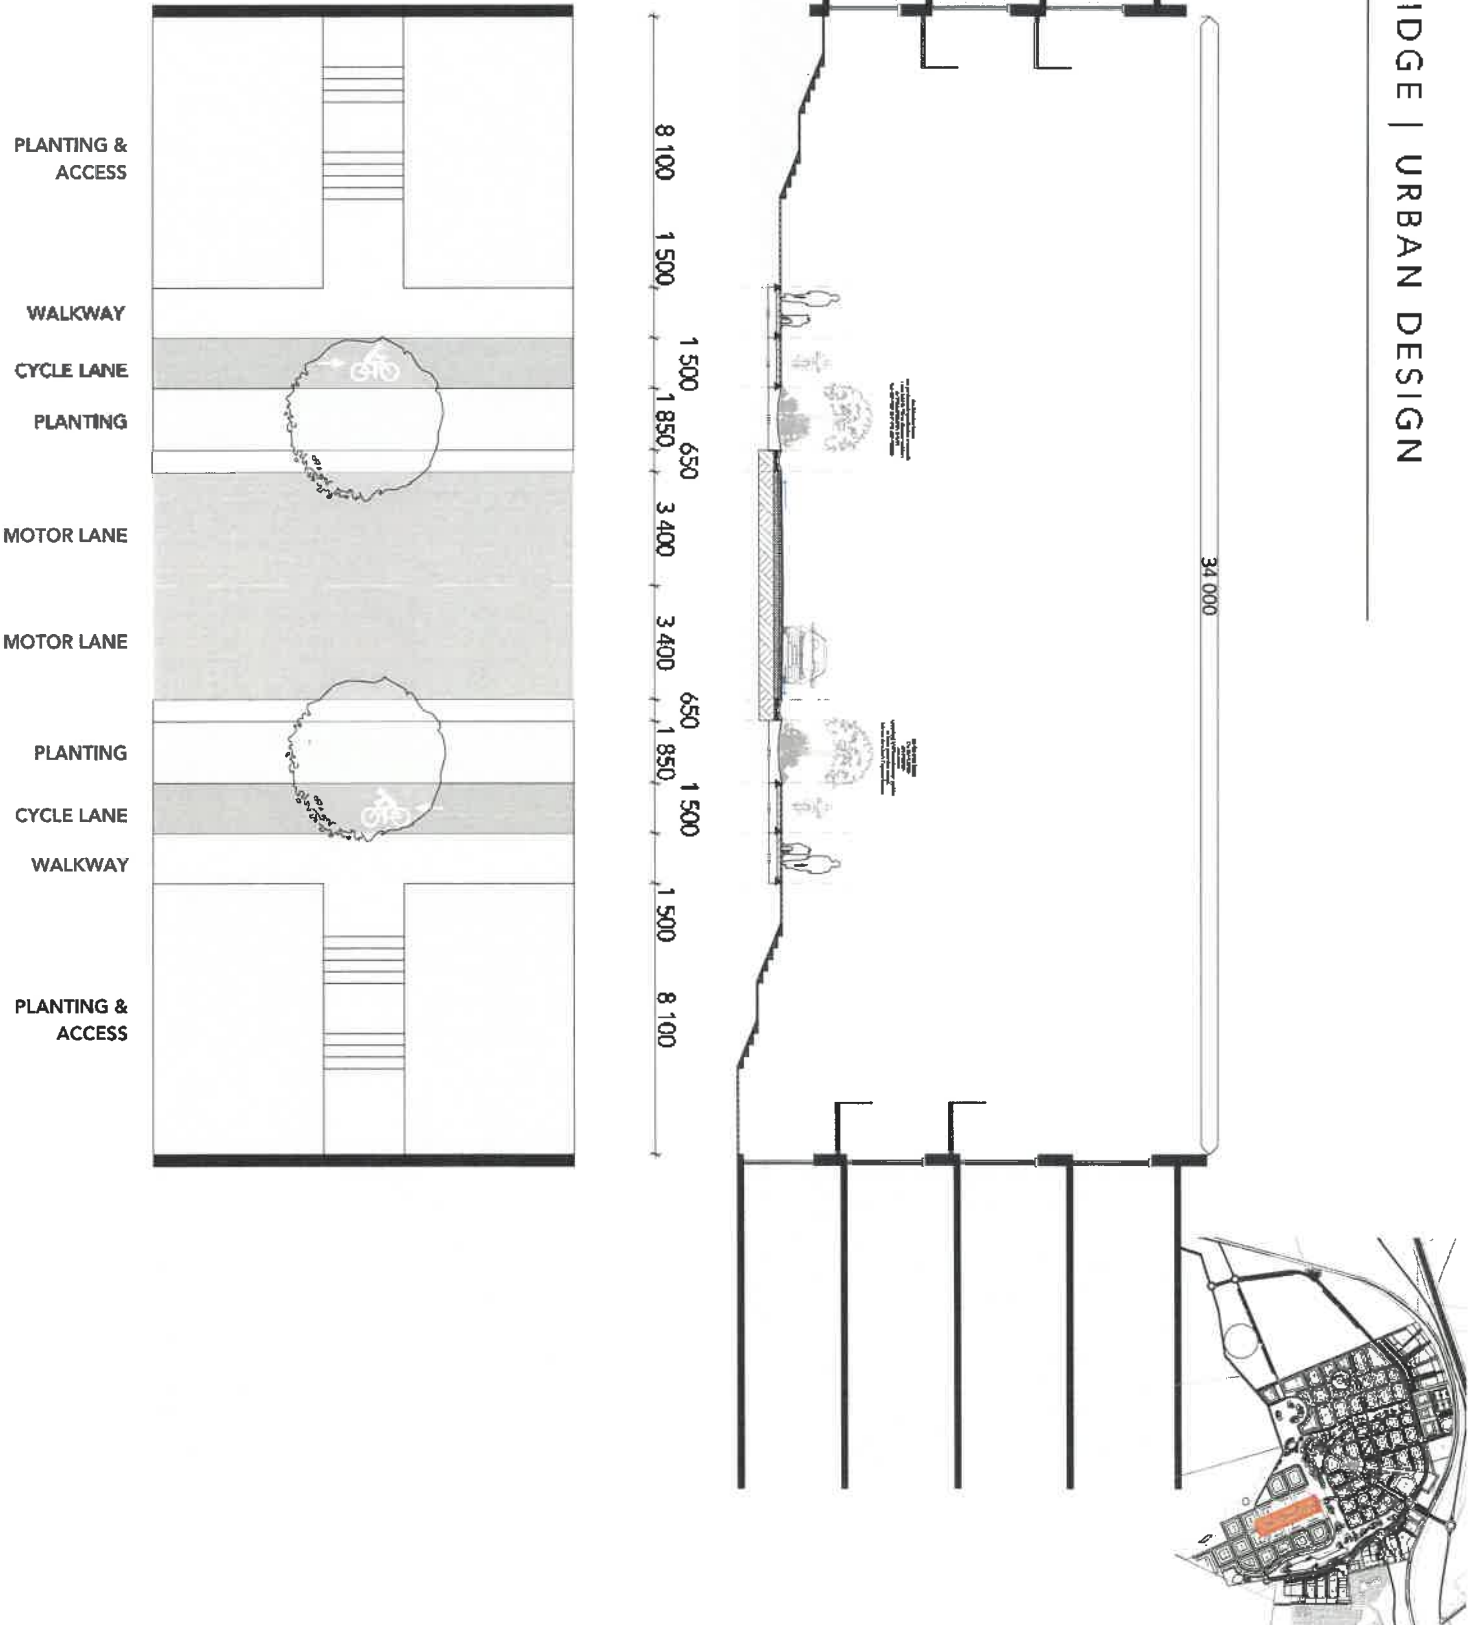 IDGE | URBAN DESIGN
PLANTING &
ACCESS
WALKWAY
CYCLE LANE
PLANTING
MOTOR LANE
MOTOR LANE
PLANTING
CYCLE LANE
WALKWAY
PLANTING &
ACCESS
8 100
1 500
1 500
1 850
650
3 400
3 400
650
1 850
1 500
1 500
8 100
34 000